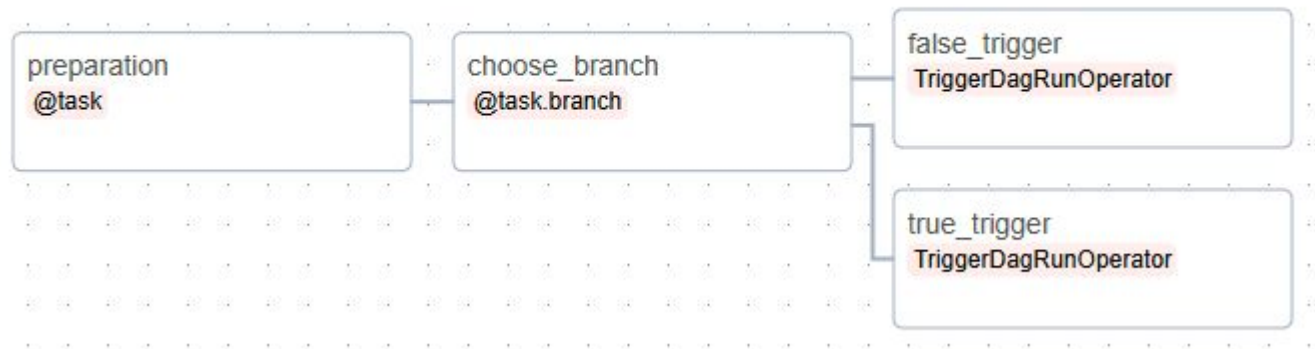 preparation
@task
choose_branch
@task.branch
false_trigger
TriggerDagRunOperator
true_trigger
TriggerDagRunOperator